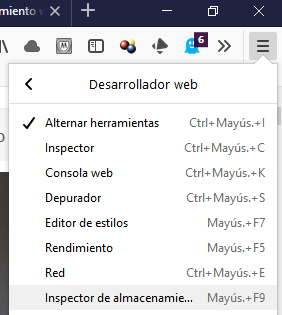 miento w
6
Desarrollador web
Alternar herramientas Ctrl+Mayús.+I
Inspector Ctrl+Mayús.+C
Consola web Ctrl+Mayús.+K
Depurador Ctrl+Mayús.+S
Editor de estilos Mayús.+F7
Rendimiento Mayús.+F5
Red Ctrl+Mayús.+E
Inspector de almacenamie... Mayús.+F9